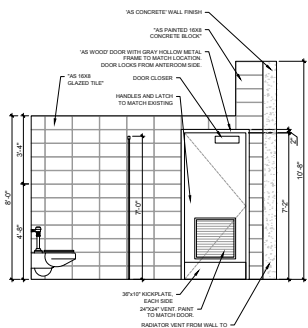 'AS CONCRETE' WALL FINISH
"AS PAINTED 16X8
CONCRETE BLOCK"
'AS WOOD' DOOR WITH GRAY HOLLOW METAL
FRAME TO MATCH LOCATION.
DOOR LOCKS FROM ANTEROOM SIDE.
"AS 16X8
GLAZED TILE"
DOOR CLOSER
HANDLES AND LATCH
TO MATCH EXISTING
8'-0"
3'-4"
4'-8"
7'-0"
2"
7'-2"
10'-8"
36"x10" KICKPLATE,
EACH SIDE
24"X24" VENT. PAINT
TO MATCH DOOR.
RADIATOR VENT FROM WALL TO